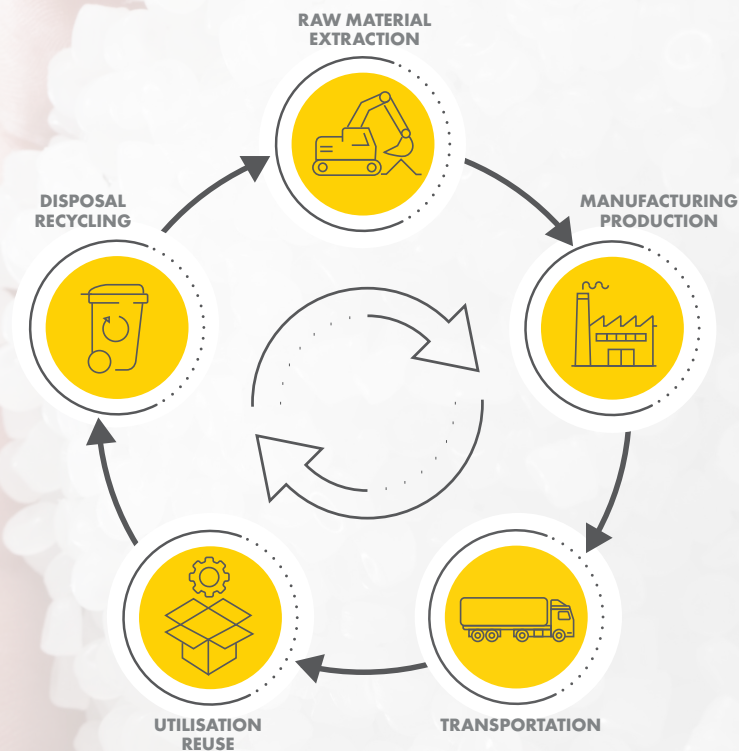 RAW MATERIAL
EXTRACTION
MANUFACTURING
PRODUCTION
TRANSPORTATION
UTILISATION
REUSE
DISPOSAL
RECYCLING